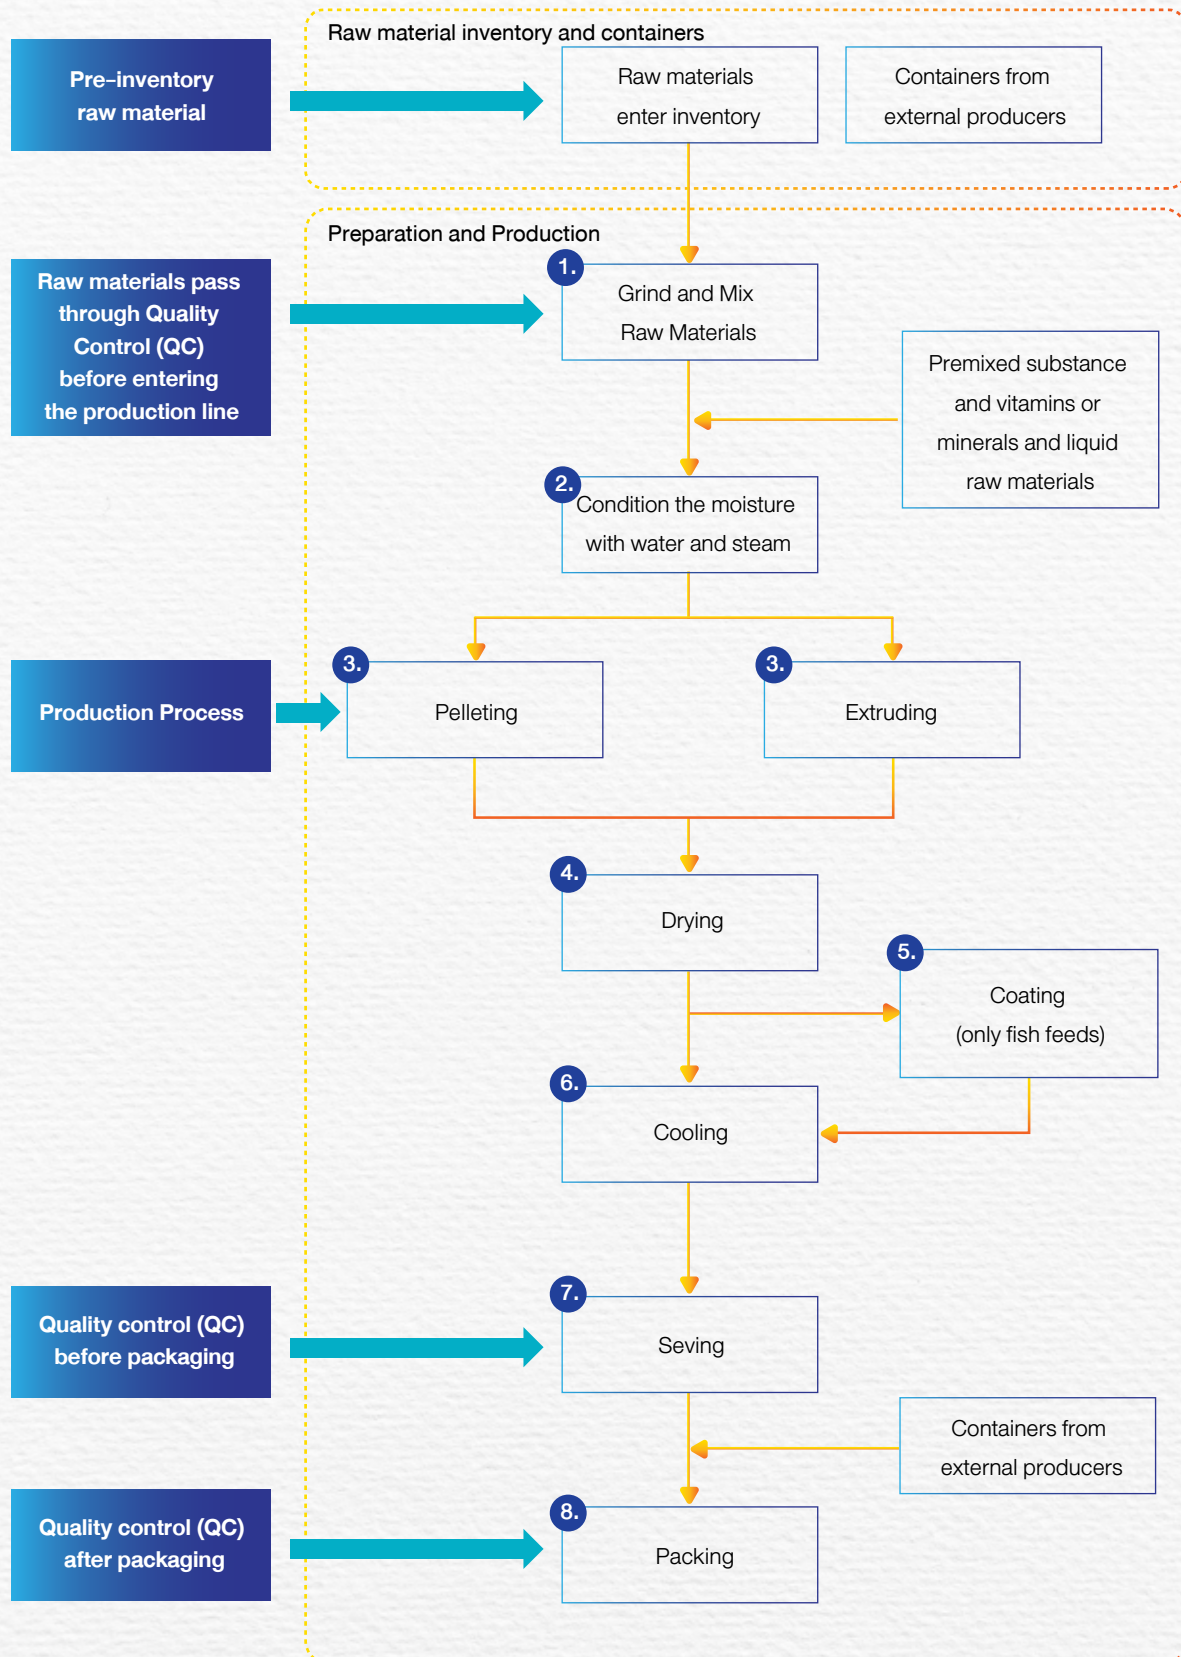 Raw material inventory and containers
Pre-inventory
raw material
Raw materials
enter inventory
Containers from
external producers
Preparation and Production
Raw materials pass
through Quality
Control (QC)
before entering
the production line
1.
Grind and Mix
Raw Materials
Premixed substance
and vitamins or
minerals and liquid
raw materials
2.
Condition the moisture
with water and steam
Production Process
3.
Pelleting
3.
Extruding
4.
Drying
5.
Coating
(only fish feeds)
6.
Cooling
Quality control (QC)
before packaging
7.
Seving
Containers from
external producers
Quality control (QC)
after packaging
8.
Packing